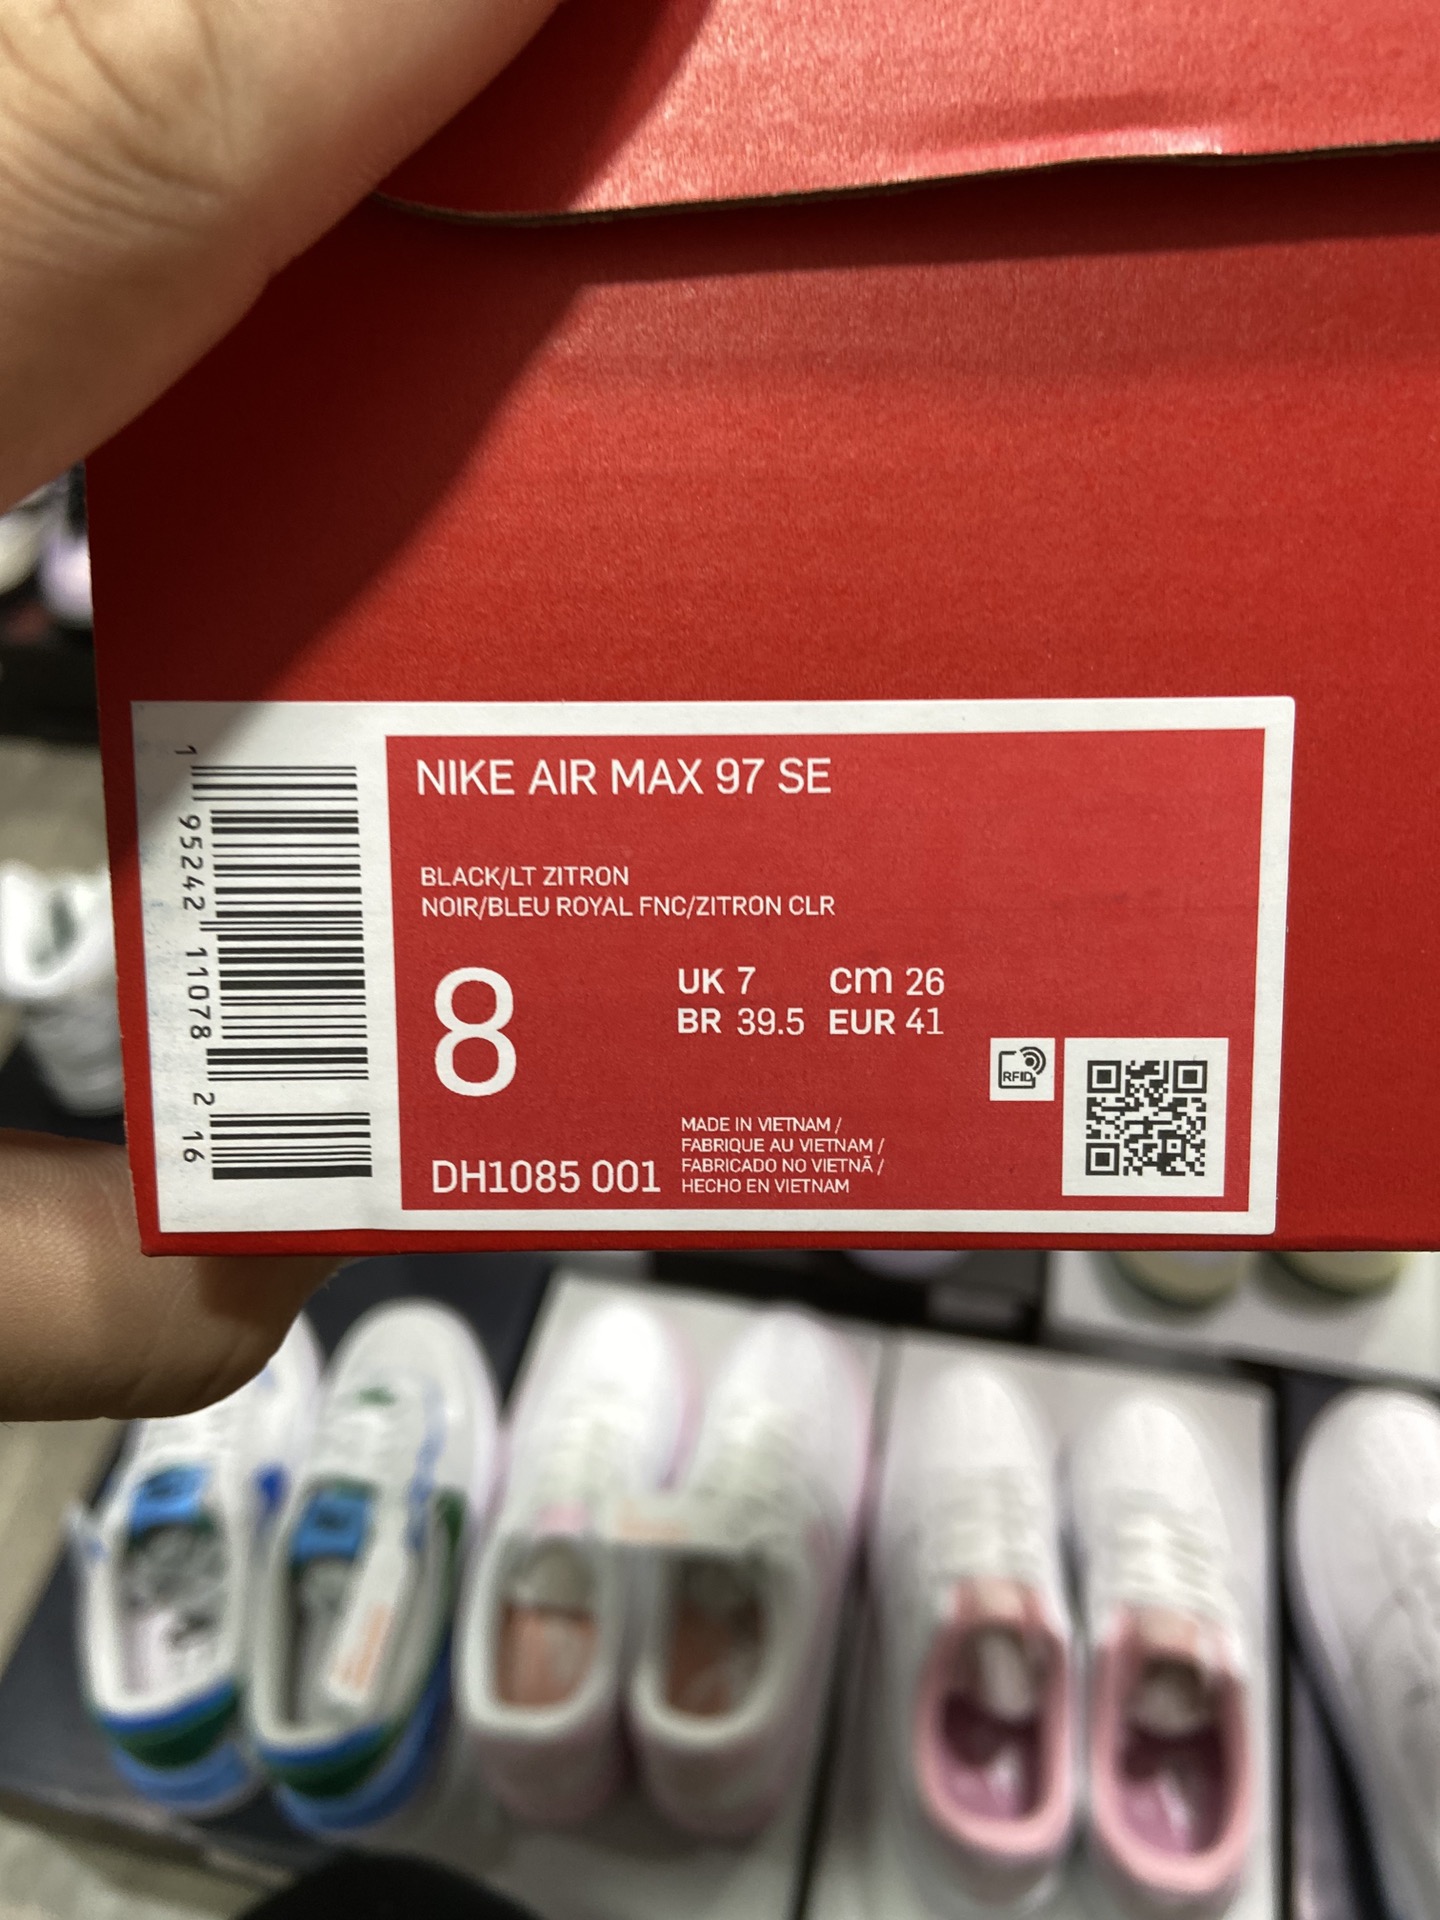 NIKE AIR MAX 97 SE
BLACK/LT ZITRON
NOIR/BLEU ROYAL FNC/ZITRON CLR
8
UK 7 cm 26
BR 39.5 EUR 41
DH1085 001
MADE IN VIETNAM /
FABRIQUE AU VIETNAM /
FABRICADO NO VIETNÃ /
HECHO EN VIETNAM
RFID
1 95242 11078 2 16